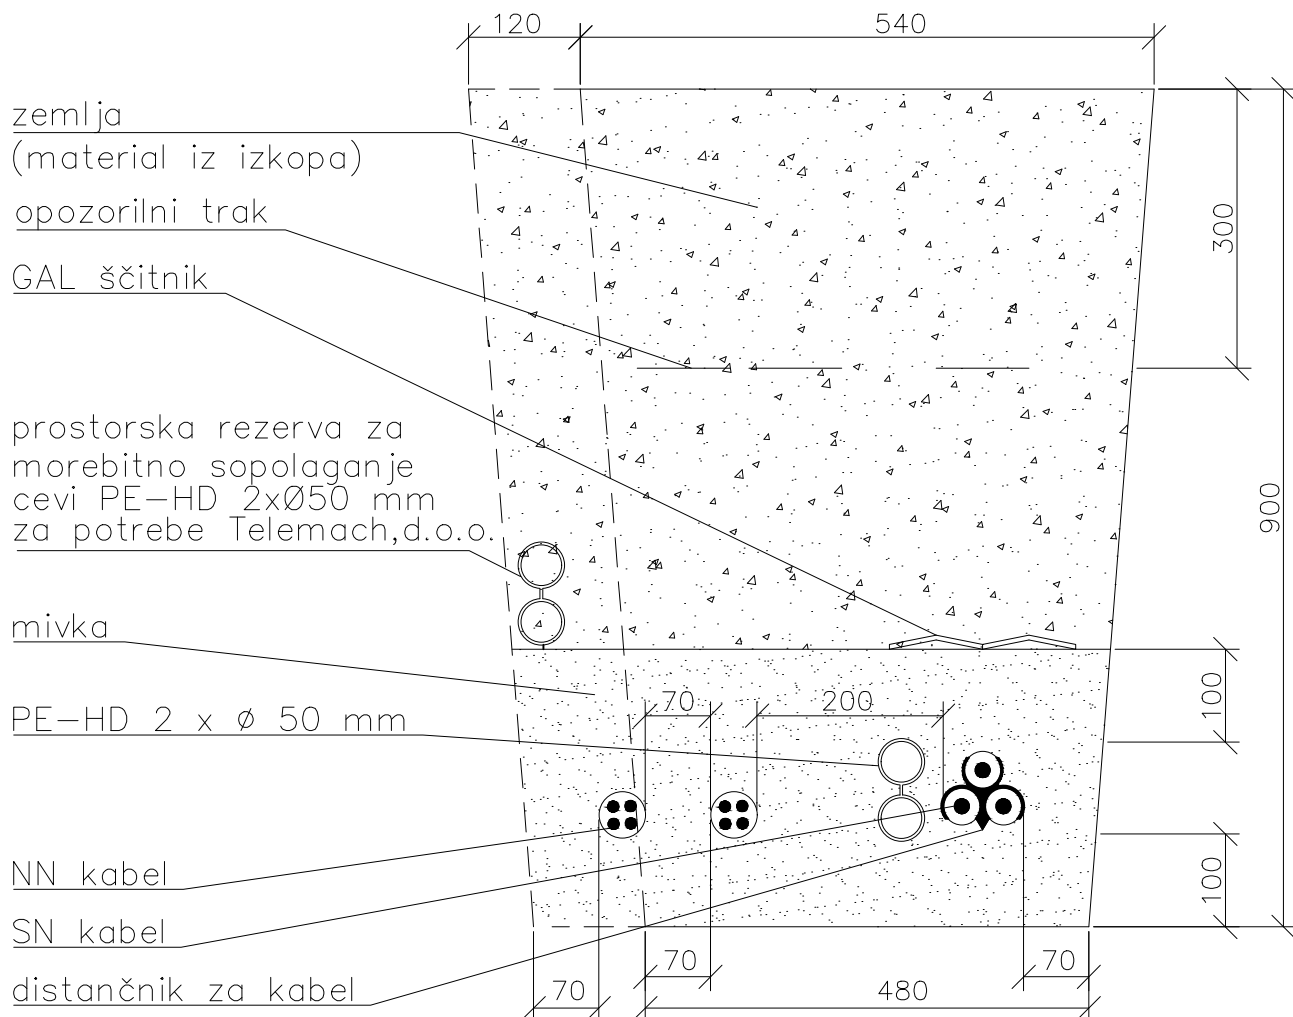 120
540
zemlja
(material iz izkopa)
opozorilni trak
300
GAL ščitnik
prostorska rezerva za
morebitno sopolaganje
cevi PE-HD 2xØ50 mm
za potrebe Telemach,d.o.o.
900
mivka
70
200
100
PE-HD 2 x ø 50 mm
NN kabel
100
SN kabel
distančnik za kabel
70
70
70
480